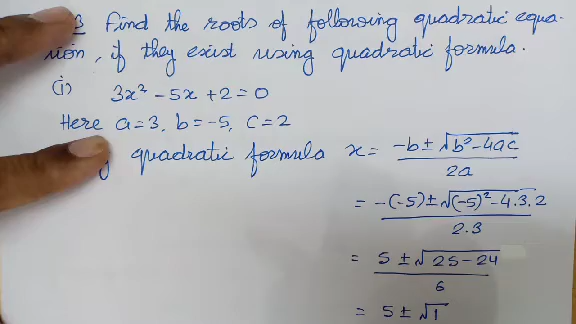 Find the roots of following quadratic equa-
tion, if they exist using quadratic formula.
(i) 3x² - 5x + 2 = 0
Here a=3, b=-5, c=2
quadratic formula x = (-b ± √(b² - 4ac)) / 2a
= (-(-5) ± √((-5)² - 4.3.2)) / 2.3
= (5 ± √(25 - 24)) / 6
= 5 ± √1